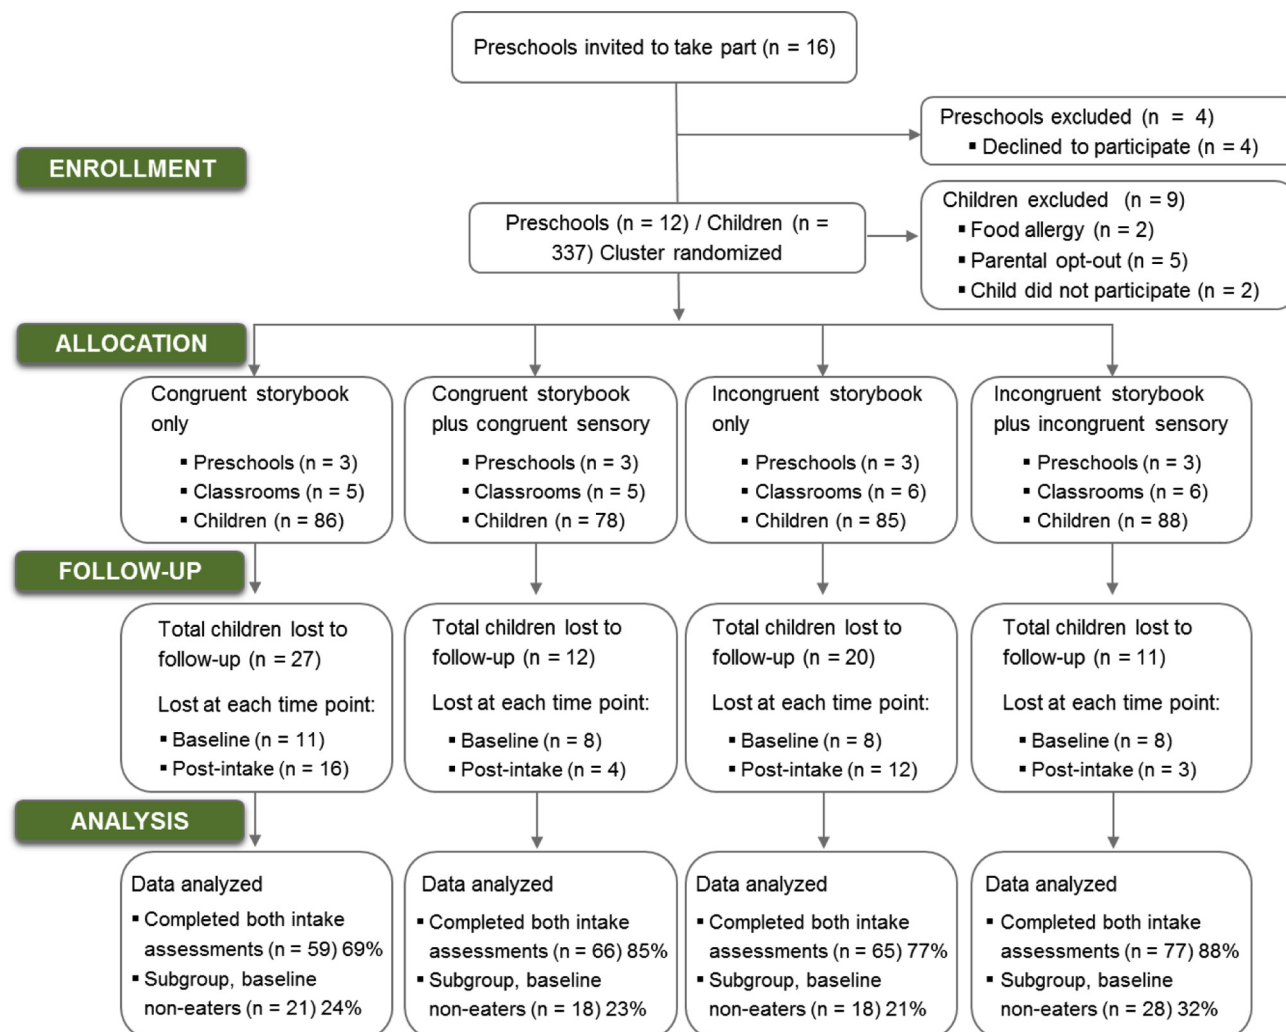 Preschools invited to take part (n = 16)
Preschools excluded (n = 4)
▪ Declined to participate (n = 4)
ENROLLMENT
Preschools (n = 12) / Children (n =
337) Cluster randomized
Children excluded (n = 9)
▪ Food allergy (n = 2)
▪ Parental opt-out (n = 5)
▪ Child did not participate (n = 2)
ALLOCATION
Congruent storybook
only
▪ Preschools (n = 3)
▪ Classrooms (n = 5)
▪ Children (n = 86)
Congruent storybook
plus congruent sensory
▪ Preschools (n = 3)
▪ Classrooms (n = 5)
▪ Children (n = 78)
Incongruent storybook
only
▪ Preschools (n = 3)
▪ Classrooms (n = 6)
▪ Children (n = 85)
Incongruent storybook
plus incongruent sensory
▪ Preschools (n = 3)
▪ Classrooms (n = 6)
▪ Children (n = 88)
FOLLOW-UP
Total children lost to
follow-up (n = 27)
Lost at each time point:
▪ Baseline (n = 11)
▪ Post-intake (n = 16)
Total children lost to
follow-up (n = 12)
Lost at each time point:
▪ Baseline (n = 8)
▪ Post-intake (n = 4)
Total children lost to
follow-up (n = 20)
Lost at each time point:
▪ Baseline (n = 8)
▪ Post-intake (n = 12)
Total children lost to
follow-up (n = 11)
Lost at each time point:
▪ Baseline (n = 8)
▪ Post-intake (n = 3)
ANALYSIS
Data analyzed
▪ Completed both intake
assessments (n = 59) 69%
▪ Subgroup, baseline
non-eaters (n = 21) 24%
Data analyzed
▪ Completed both intake
assessments (n = 66) 85%
▪ Subgroup, baseline
non-eaters (n = 18) 23%
Data analyzed
▪ Completed both intake
assessments (n = 65) 77%
▪ Subgroup, baseline
non-eaters (n = 18) 21%
Data analyzed
▪ Completed both intake
assessments (n = 77) 88%
▪ Subgroup, baseline
non-eaters (n = 28) 32%